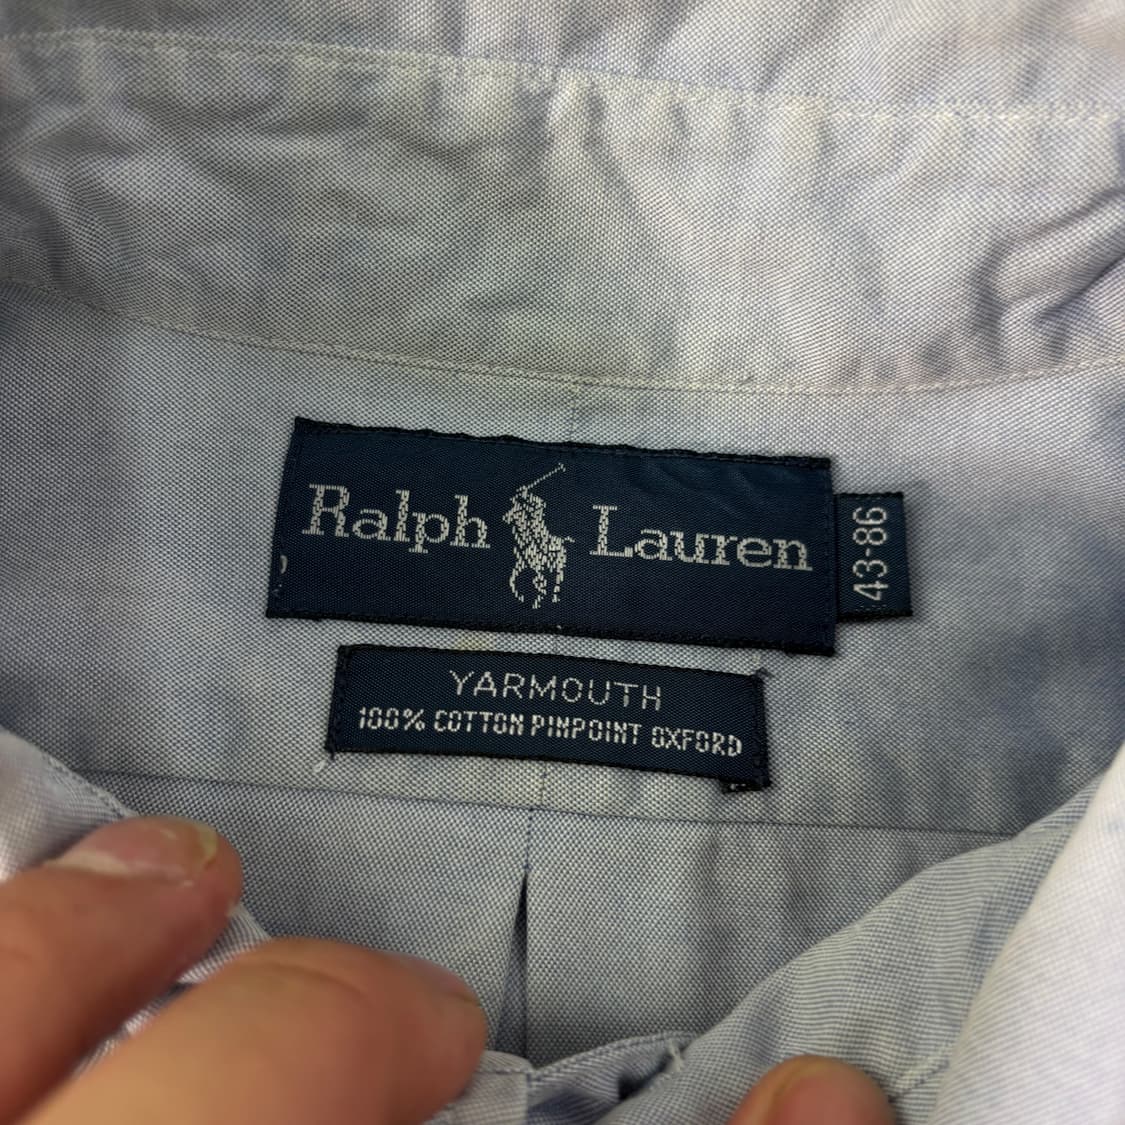 Ralph Lauren
43-86
YARMOUTH
100% COTTON PINPOINT OXFORD